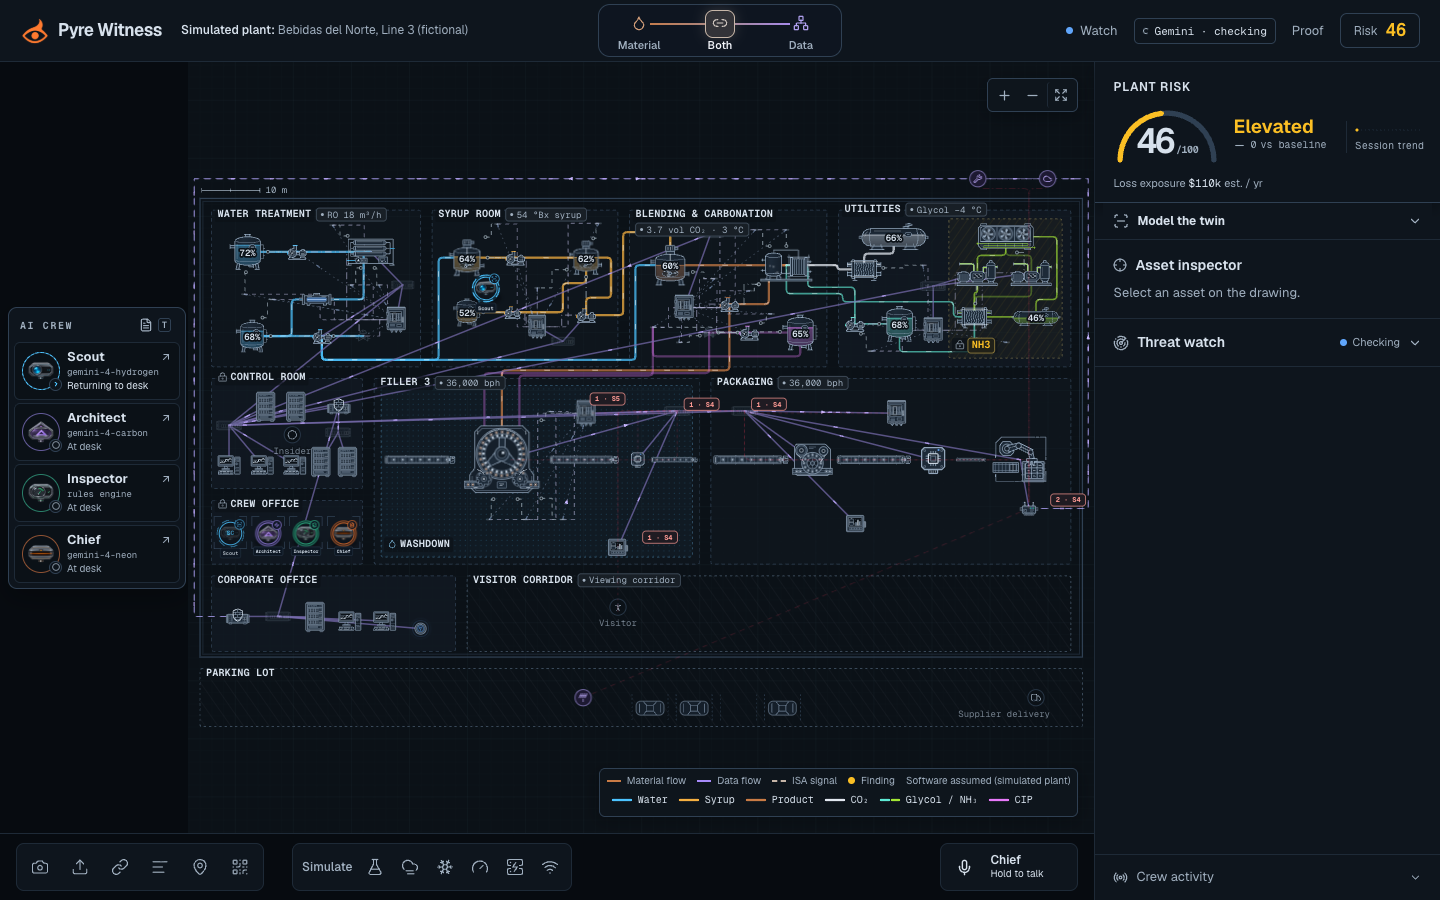 Pyre Witness
Simulated plant: Bebidas del Norte, Line 3 (fictional)
Material
Both
Data
Watch
Gemini · checking
Proof
Risk 46
PLANT RISK
46 /100
Elevated
— 0 vs baseline
Session trend
Loss exposure $110k est. / yr
Model the twin
Asset inspector
Select an asset on the drawing.
Threat watch
Checking
Crew activity
AI CREW
T
Scout
gemini-4-hydrogen
Returning to desk
Architect
gemini-4-carbon
At desk
Inspector
rules engine
At desk
Chief
gemini-4-neon
At desk
10 m
WATER TREATMENT
• RO 18 m³/h
72%
68%
SYRUP ROOM
• 54 °Bx syrup
64%
62%
Scout
52%
BLENDING & CARBONATION
• 3.7 vol CO₂ · 3 °C
60%
65%
UTILITIES
• Glycol -4 °C
66%
68%
46%
NH3
CONTROL ROOM
Insider
FILLER 3
• 36,000 bph
1 · S5
1 · S4
1 · S4
WASHDOWN
PACKAGING
• 36,000 bph
1 · S4
2 · S4
CREW OFFICE
Scout
Architect
Inspector
Chief
CORPORATE OFFICE
VISITOR CORRIDOR
• Viewing corridor
Visitor
PARKING LOT
Supplier delivery
Material flow
Data flow
ISA signal
Finding
Software assumed (simulated plant)
Water
Syrup
Product
CO₂
Glycol / NH₃
CIP
Simulate
Chief
Hold to talk